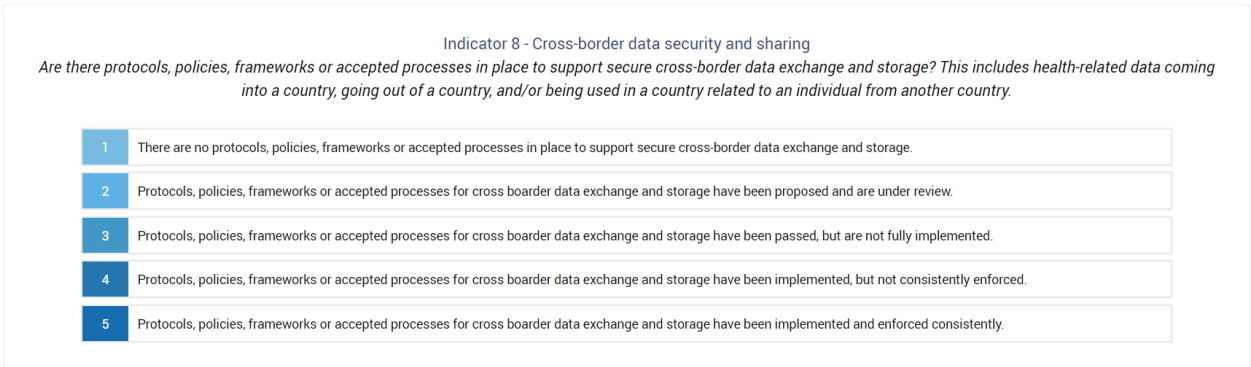 Indicator 8 - Cross-border data security and sharing
Are there protocols, policies, frameworks or accepted processes in place to support secure cross-border data exchange and storage? This includes health-related data coming
into a country, going out of a country, and/or being used in a country related to an individual from another country.
1 There are no protocols, policies, frameworks or accepted processes in place to support secure cross-border data exchange and storage.
2 Protocols, policies, frameworks or accepted processes for cross boarder data exchange and storage have been proposed and are under review.
3 Protocols, policies, frameworks or accepted processes for cross boarder data exchange and storage have been passed, but are not fully implemented.
4 Protocols, policies, frameworks or accepted processes for cross boarder data exchange and storage have been implemented, but not consistently enforced.
5 Protocols, policies, frameworks or accepted processes for cross boarder data exchange and storage have been implemented and enforced consistently.